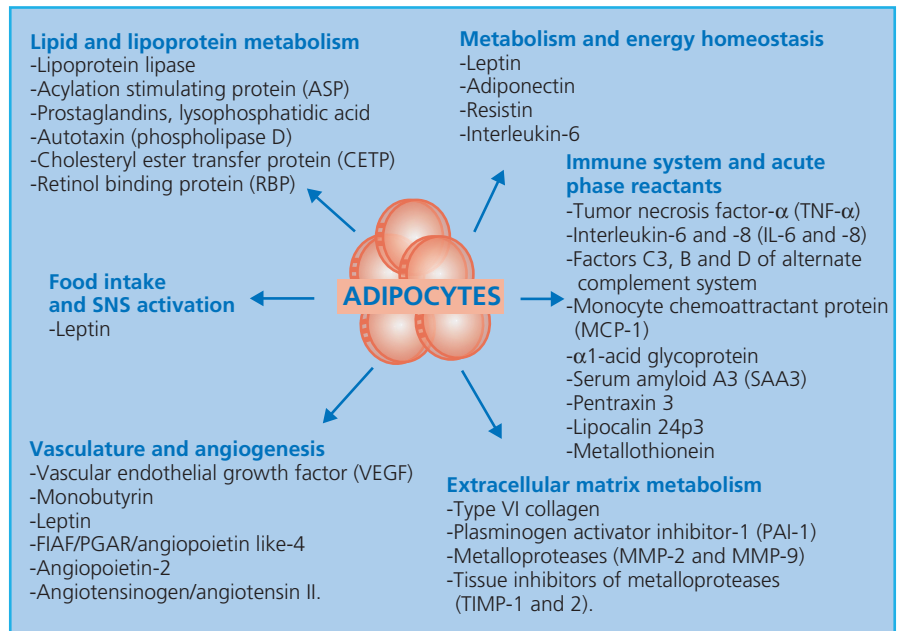 Lipid and lipoprotein metabolism
-Lipoprotein lipase
-Acylation stimulating protein (ASP)
-Prostaglandins, lysophosphatidic acid
-Autotaxin (phospholipase D)
-Cholesteryl ester transfer protein (CETP)
-Retinol binding protein (RBP)
Metabolism and energy homeostasis
-Leptin
-Adiponectin
-Resistin
-Interleukin-6
Immune system and acute
phase reactants
-Tumor necrosis factor-α (TNF-α)
-Interleukin-6 and -8 (IL-6 and -8)
-Factors C3, B and D of alternate
complement system
-Monocyte chemoattractant protein
(MCP-1)
-α1-acid glycoprotein
-Serum amyloid A3 (SAA3)
-Pentraxin 3
-Lipocalin 24p3
-Metallothionein
Food intake
and SNS activation
-Leptin
ADIPOCYTES
Vasculature and angiogenesis
-Vascular endothelial growth factor (VEGF)
-Monobutyrin
-Leptin
-FIAF/PGAR/angiopoietin like-4
-Angiopoietin-2
-Angiotensinogen/angiotensin II.
Extracellular matrix metabolism
-Type VI collagen
-Plasminogen activator inhibitor-1 (PAI-1)
-Metalloproteases (MMP-2 and MMP-9)
-Tissue inhibitors of metalloproteases
(TIMP-1 and 2).